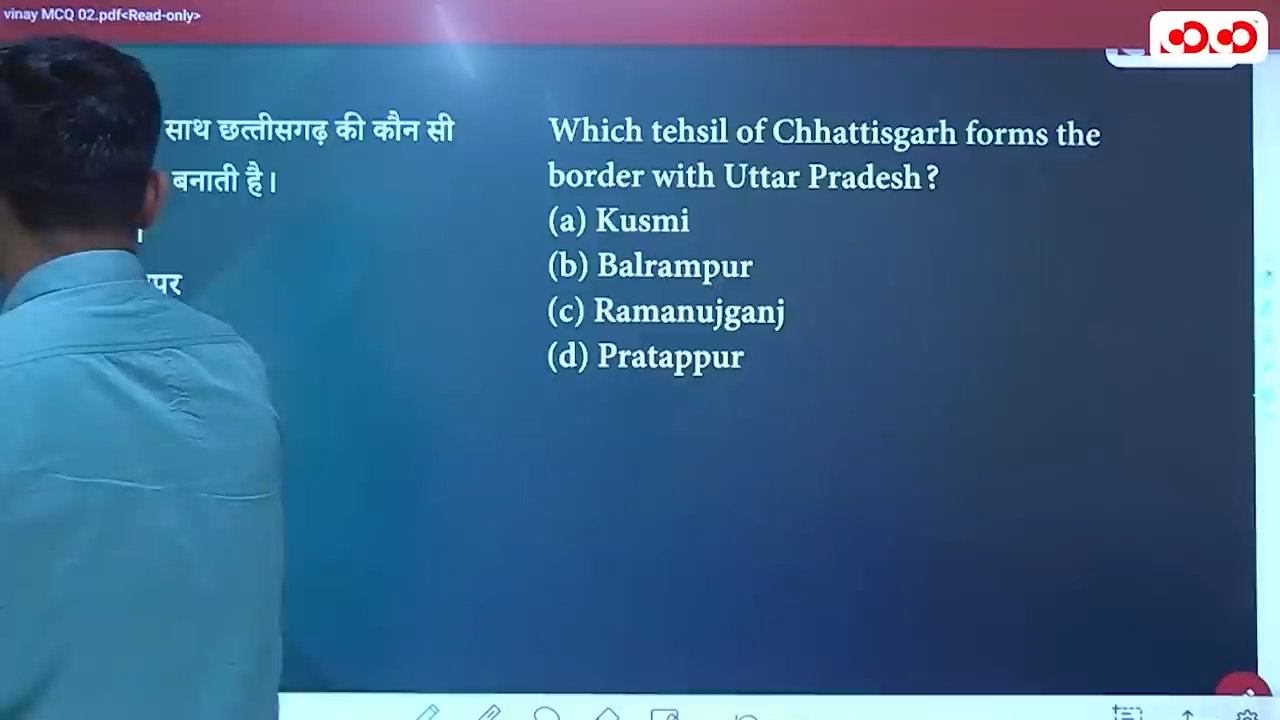 vinay MCQ 02.pdf<Read-only>
साथ छत्तीसगढ़ की कौन सी
बनाती है।
Which tehsil of Chhattisgarh forms the
border with Uttar Pradesh?
(a) Kusmi
(b) Balrampur
(c) Ramanujganj
(d) Pratappur